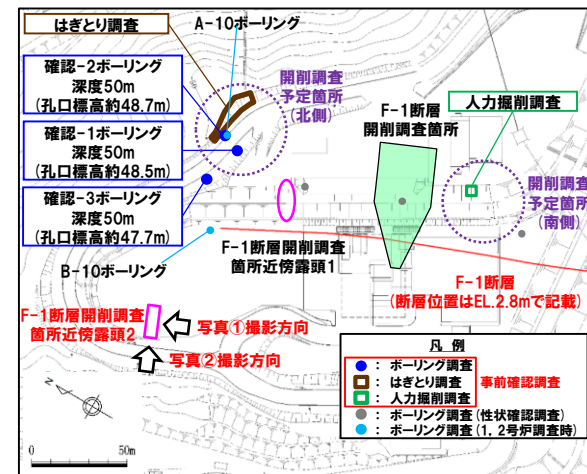 はぎとり調査
A-10ボーリング
確認-2ボーリング
深度50m
(孔口標高約48.7m)
確認-1ボーリング
深度50m
(孔口標高約48.5m)
確認-3ボーリング
深度50m
(孔口標高約47.7m)
B-10ボーリング
開削調査
予定箇所
(北側)
F-1断層
開削調査箇所
人力掘削調査
開削調査
予定箇所
(南側)
F-1断層開削調査
箇所近傍露頭1
F-1断層
(断層位置はEL.2.8mで記載)
F-1断層開削調査
箇所近傍露頭2
写真①撮影方向
写真②撮影方向
凡 例
: ボーリング調査
: はぎとり調査
: 人力掘削調査
事前確認調査
: ボーリング調査(性状確認調査)
: ボーリング調査(1,2号炉調査時)
N
0 50m